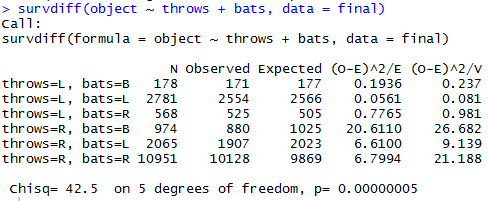 > survdiff(object ~ throws + bats, data = final)
Call:
survdiff(formula = object ~ throws + bats, data = final)
N Observed Expected (O-E)^2/E (O-E)^2/V
throws=L, bats=B 178 171 177 0.1936 0.237
throws=L, bats=L 2781 2554 2566 0.0561 0.081
throws=L, bats=R 568 525 505 0.7765 0.981
throws=R, bats=B 974 880 1025 20.6110 26.682
throws=R, bats=L 2065 1907 2023 6.6100 9.139
throws=R, bats=R 10951 10128 9869 6.7994 21.188
Chisq= 42.5 on 5 degrees of freedom, p= 0.00000005